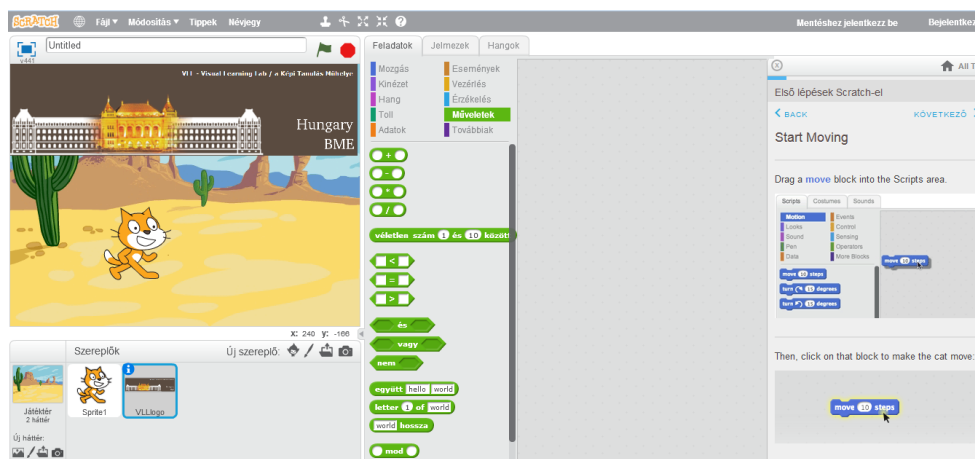 SCRATCH Fájl Módosítás Tippek Névjegy Mentéshez jelentkezz be Bejelentkez
Untitled
v441
VLL - Visual Learning Lab / a Képi Tanulás Műhelye
Hungary
BME
X: 240 y: -166
Szereplők Új szereplő:
Játéktér
2 háttér
Új háttér:
Sprite1
VLLlogo
Feladatok Jelmezek Hangok
Mozgás Események
Kinézet Vezérlés
Hang Érzékelés
Toll Műveletek
Adatok Továbbiak
+
-
*
/
véletlen szám 1 és 10 között
<
=
>
és
vagy
nem
együtt hello world
letter 1 of world
world hossza
mod
All T
Első lépések Scratch-el
BACK KÖVETKEZŐ
Start Moving
Drag a move block into the Scripts area.
Scripts Costumes Sounds
Motion Events
Looks Control
Sound Sensing
Pen Operators
Data More Blocks
move 10 steps
move 10 steps
turn 15 degrees
turn 15 degrees
Then, click on that block to make the cat move:
move 10 steps